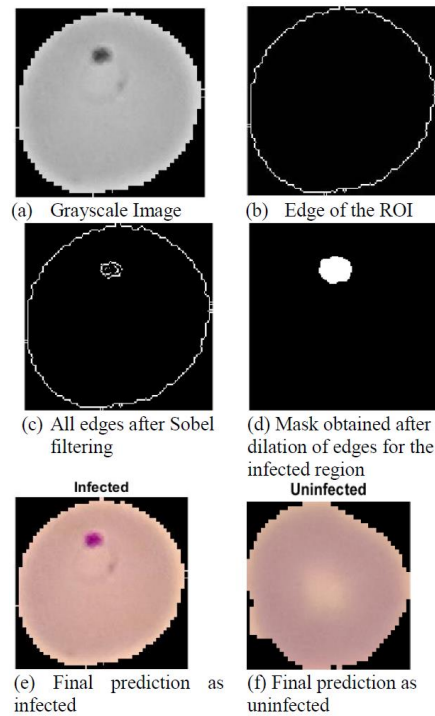 (a) Grayscale Image
(b) Edge of the ROI
(c) All edges after Sobel
filtering
(d) Mask obtained after
dilation of edges for the
infected region
Infected
Uninfected
(e) Final prediction as
infected
(f) Final prediction as
uninfected